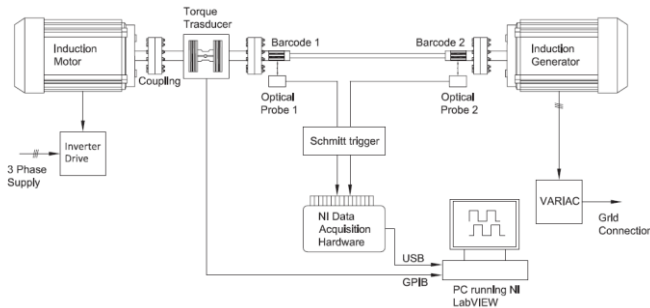 Torque
Trasducer
Induction
Motor
Coupling
Barcode 1
Barcode 2
Induction
Generator
Optical
Probe 1
Optical
Probe 2
Inverter
Drive
3 Phase
Supply
Schmitt trigger
NI Data
Acquisition
Hardware
VARIAC
Grid
Connection
USB
GPIB
PC running NI
LabVIEW